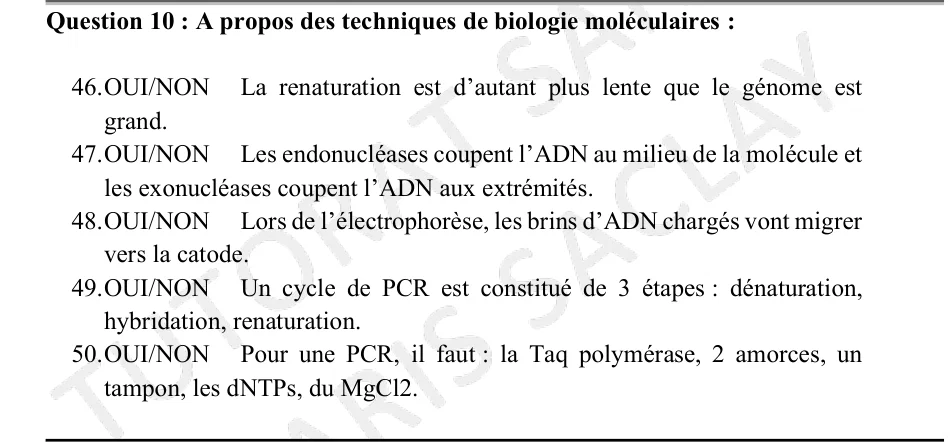 Question 10 : A propos des techniques de biologie moléculaires :
46.OUI/NON La renaturation est d’autant plus lente que le génome est
grand.
47.OUI/NON Les endonucléases coupent l’ADN au milieu de la molécule et
les exonucléases coupent l’ADN aux extrémités.
48.OUI/NON Lors de l’électrophorèse, les brins d’ADN chargés vont migrer
vers la catode.
49.OUI/NON Un cycle de PCR est constitué de 3 étapes : dénaturation,
hybridation, renaturation.
50.OUI/NON Pour une PCR, il faut : la Taq polymérase, 2 amorces, un
tampon, les dNTPs, du MgCl2.
TUTORAT SA
ARIS SACLAY